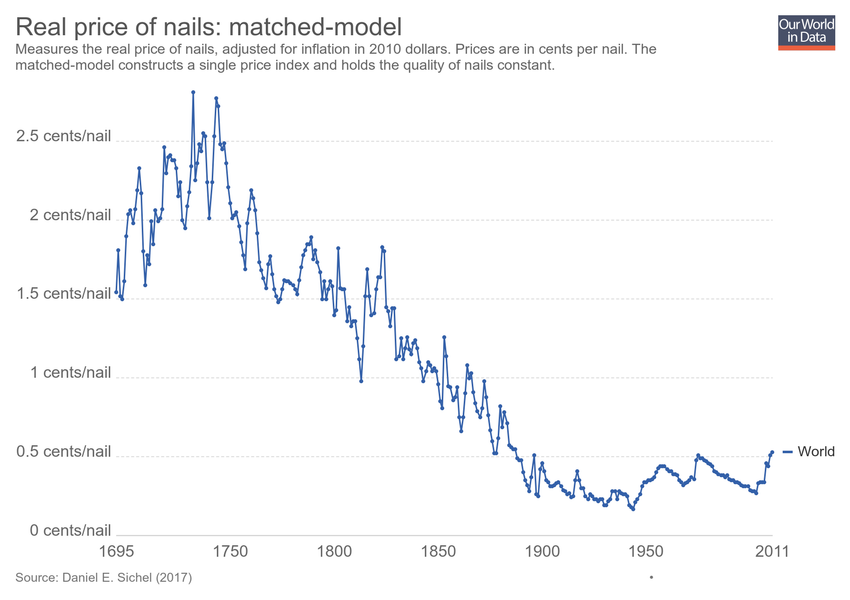 Real price of nails: matched-model
Our World
in Data
Measures the real price of nails, adjusted for inflation in 2010 dollars. Prices are in cents per nail. The
matched-model constructs a single price index and holds the quality of nails constant.
2.5 cents/nail
2 cents/nail
1.5 cents/nail
1 cent/nail
0.5 cents/nail
World
0 cents/nail
1695 1750 1800 1850 1900 1950 2011
Source: Daniel E. Sichel (2017)